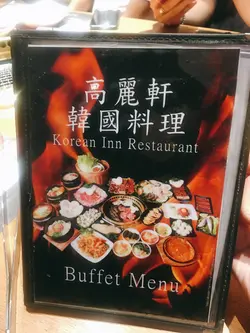 高麗軒
韓國料理
Korean Inn Restaurant
Buffet Menu